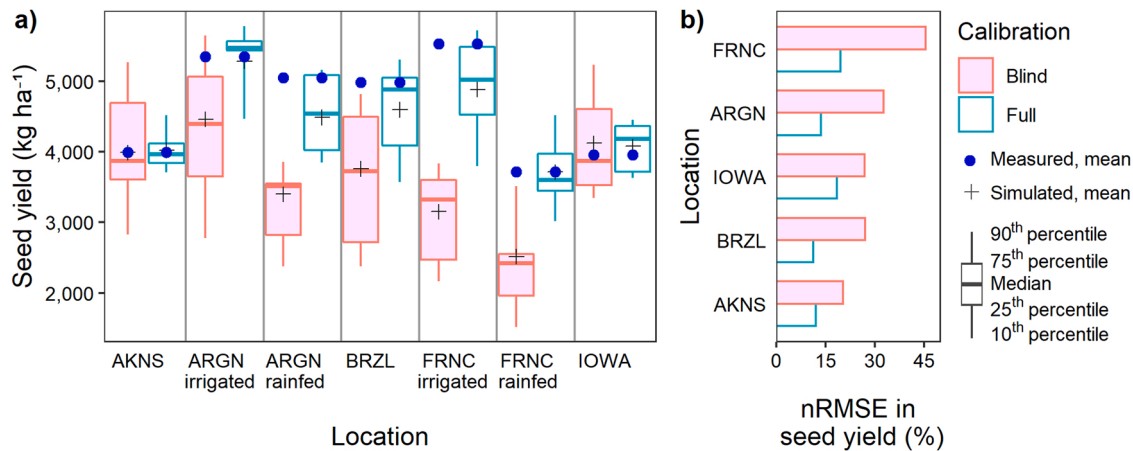 a)
Seed yield (kg ha⁻¹)
5,000
4,000
3,000
2,000
AKNS
ARGN
irrigated
ARGN
rainfed
BRZL
FRNC
irrigated
FRNC
rainfed
IOWA
Location
b)
Location
FRNC
ARGN
IOWA
BRZL
AKNS
0 15 30 45
nRMSE in
seed yield (%)
Calibration
Blind
Full
Measured, mean
Simulated, mean
90th percentile
75th percentile
Median
25th percentile
10th percentile